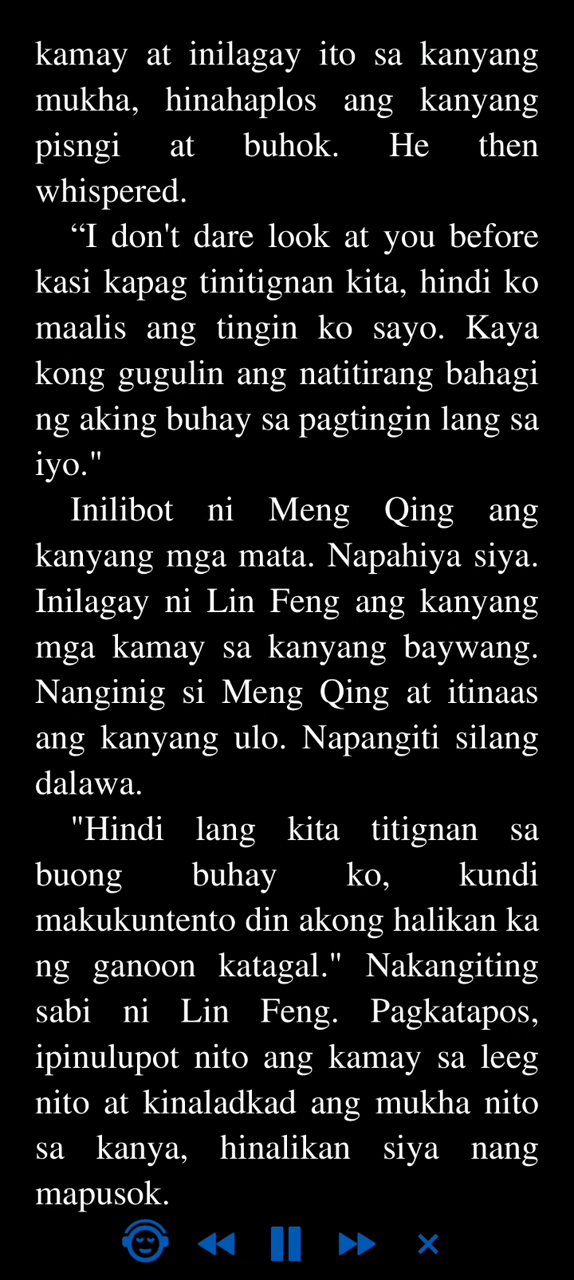 kamay at inilagay ito sa kanyang
mukha, hinahaplos ang kanyang
pisngi at buhok. He then
whispered.
“I don't dare look at you before
kasi kapag tinitignan kita, hindi ko
maalis ang tingin ko sayo. Kaya
kong gugulin ang natitirang bahagi
ng aking buhay sa pagtingin lang sa
iyo."
Inilibot ni Meng Qing ang
kanyang mga mata. Napahiya siya.
Inilagay ni Lin Feng ang kanyang
mga kamay sa kanyang baywang.
Nanginig si Meng Qing at itinaas
ang kanyang ulo. Napangiti silang
dalawa.
"Hindi lang kita titignan sa
buong buhay ko, kundi
makukuntento din akong halikan ka
ng ganoon katagal." Nakangiting
sabi ni Lin Feng. Pagkatapos,
ipinulupot nito ang kamay sa leeg
nito at kinaladkad ang mukha nito
sa kanya, hinalikan siya nang
mapusok.